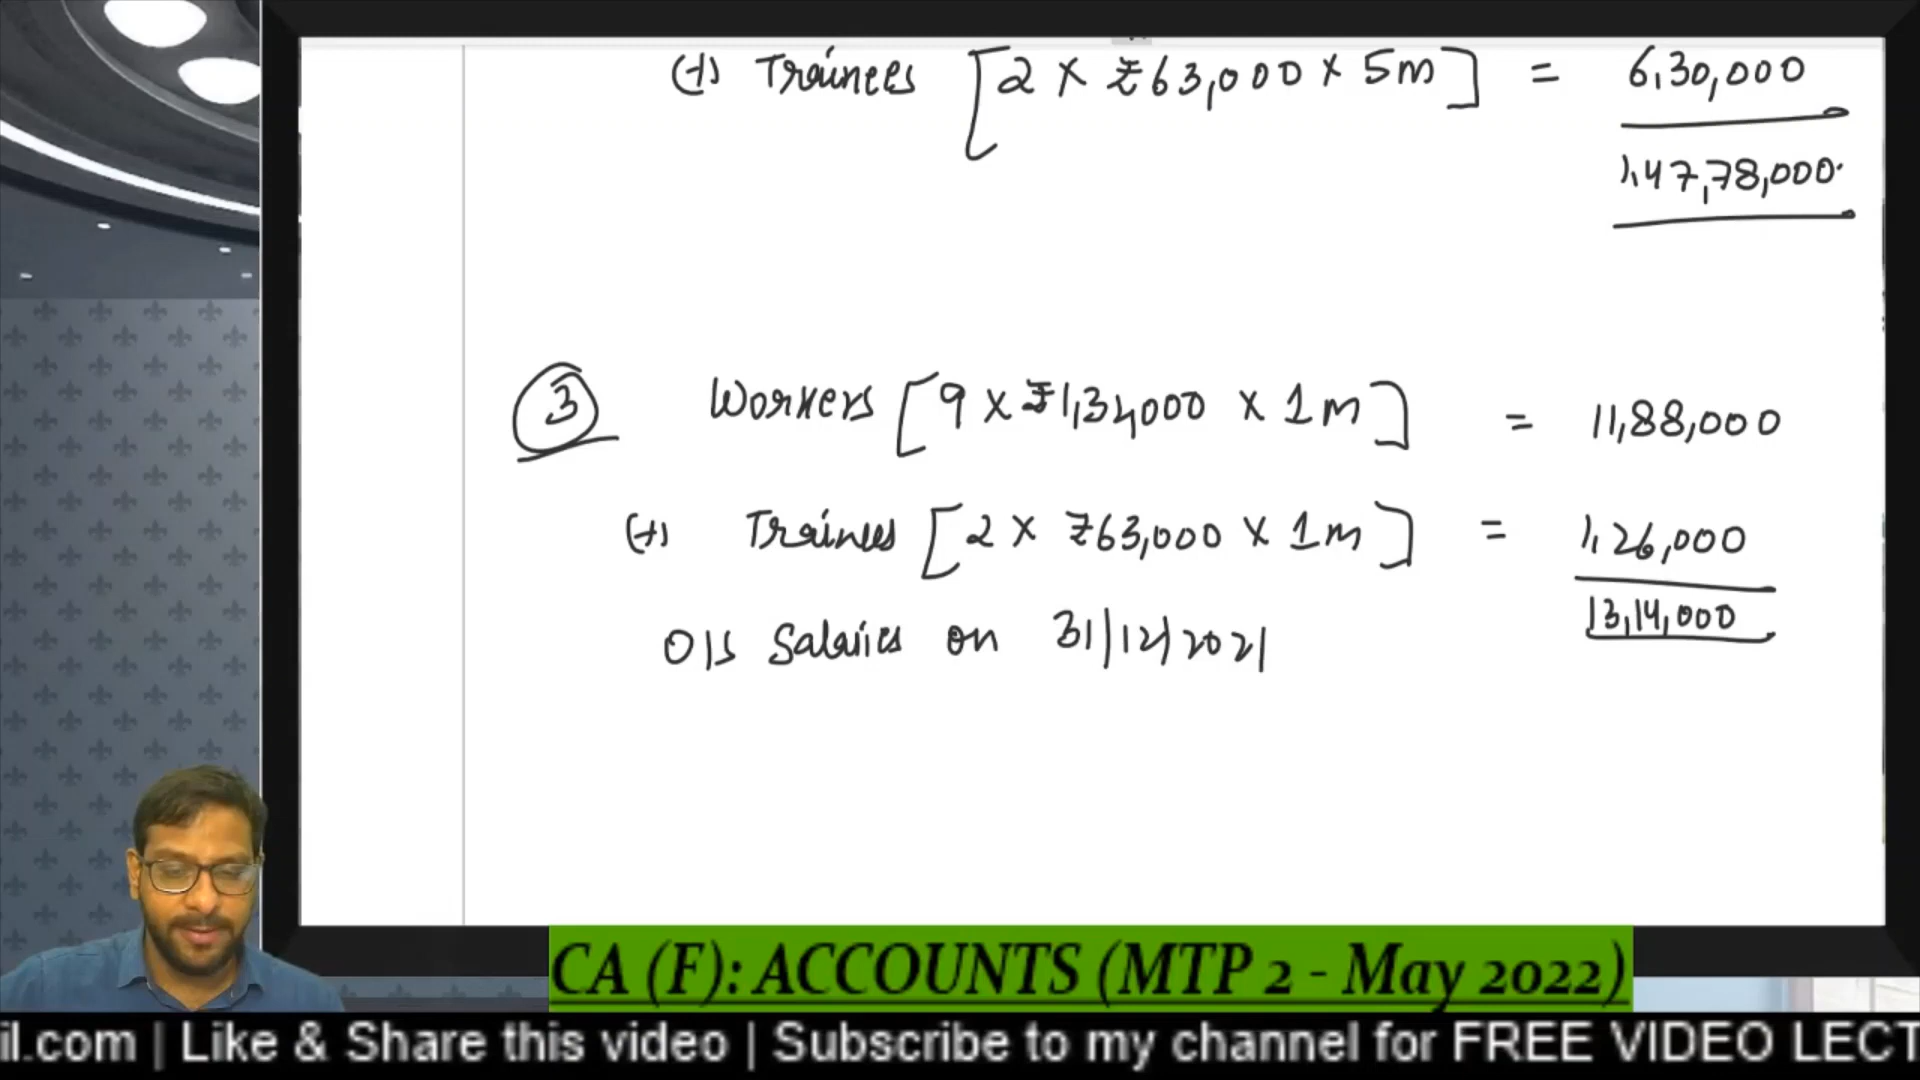 (+) Trainees [2 X ₹63,000 X 5m] = 6,30,000
1,47,78,000
3 Workers [9 X ₹1,32,000 X 1m] = 11,88,000
(+) Trainees [2 X ₹63,000 X 1m] = 1,26,000
13,14,000
O/s Salaries on 31/12/2021
CA (F): ACCOUNTS (MTP 2 - May 2022)
il.com | Like & Share this video | Subscribe to my channel for FREE VIDEO LECT